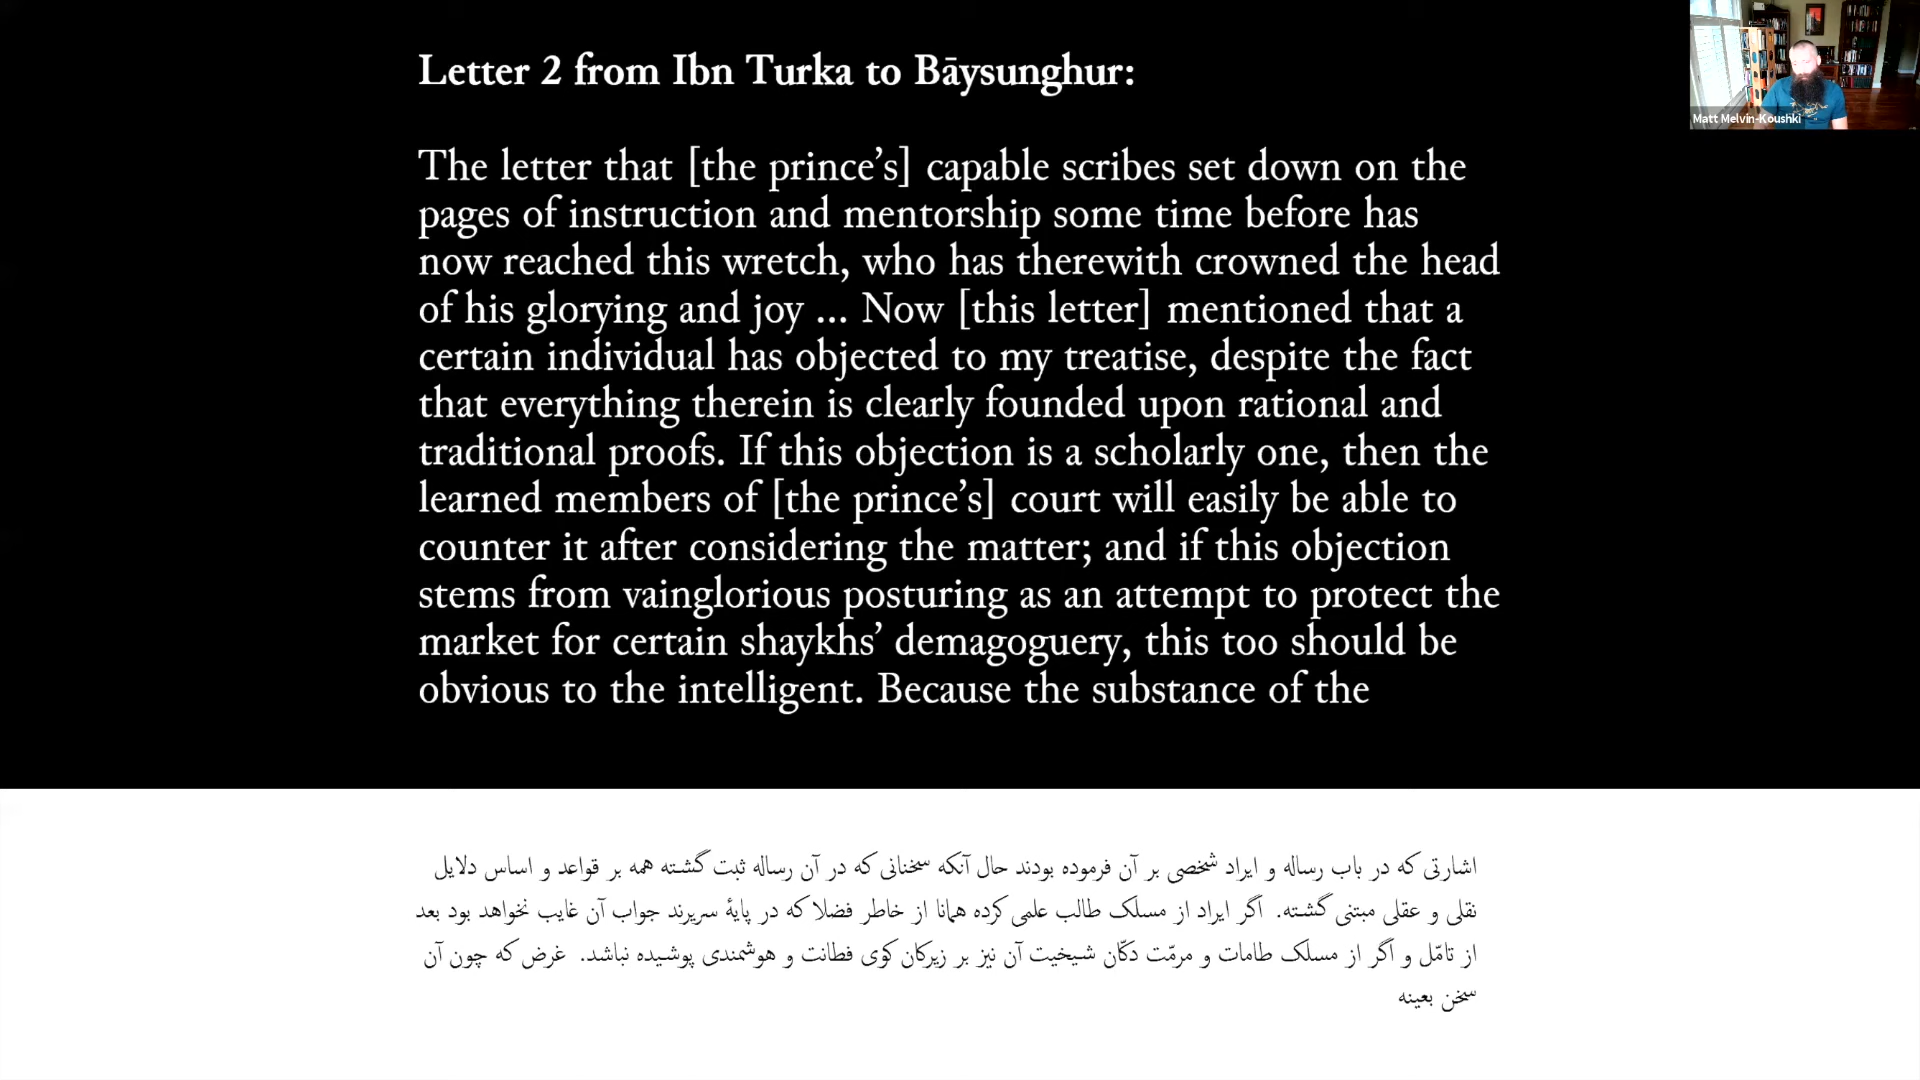 Letter 2 from Ibn Turka to Bāysunghur:
The letter that [the prince’s] capable scribes set down on the
pages of instruction and mentorship some time before has
now reached this wretch, who has therewith crowned the head
of his glorying and joy ... Now [this letter] mentioned that a
certain individual has objected to my treatise, despite the fact
that everything therein is clearly founded upon rational and
traditional proofs. If this objection is a scholarly one, then the
learned members of [the prince’s] court will easily be able to
counter it after considering the matter; and if this objection
stems from vainglorious posturing as an attempt to protect the
market for certain shaykhs’ demagoguery, this too should be
obvious to the intelligent. Because the substance of the
Matt Melvin-Koushki
اشارتی که در باب رساله و ایراد شخصی بر آن فرموده بودند حال آنکه سخنانی که در آن رساله ثبت گشته همه بر قواعد و اساس دلایل
نقلی و عقلی مبتنی گشته. اگر ایراد از مسلک طالب علمی کرده همانا از خاطر فضلا که در پایهٔ سریرند جواب آن غایب نخواهد بود بعد
از تامّل و اگر از مسلک طامات و مرمّت دکّان شیخیت آن نیز بر زیرکان کوی فطانت و هوشمندی پوشیده نباشد. غرض که چون آن
سخن بعینه